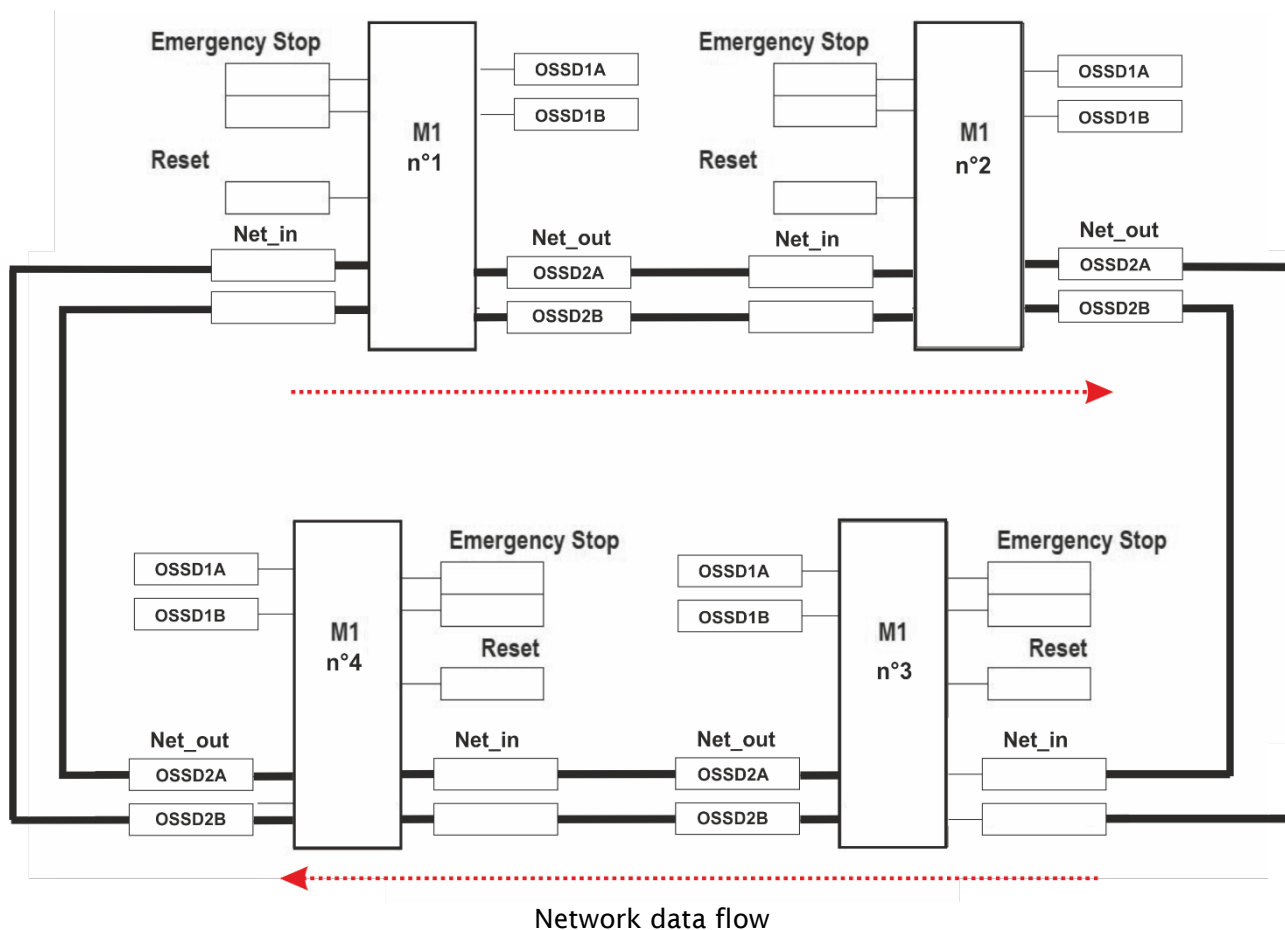 Emergency Stop
OSSD1A
OSSD1B
M1
n°1
Reset
Net_in
Net_out
OSSD2A
OSSD2B
Emergency Stop
OSSD1A
OSSD1B
M1
n°2
Reset
Net_in
Net_out
OSSD2A
OSSD2B
OSSD1A
OSSD1B
M1
n°4
Emergency Stop
Reset
Net_out
OSSD2A
OSSD2B
Net_in
OSSD1A
OSSD1B
M1
n°3
Emergency Stop
Reset
Net_out
OSSD2A
OSSD2B
Net_in
Network data flow